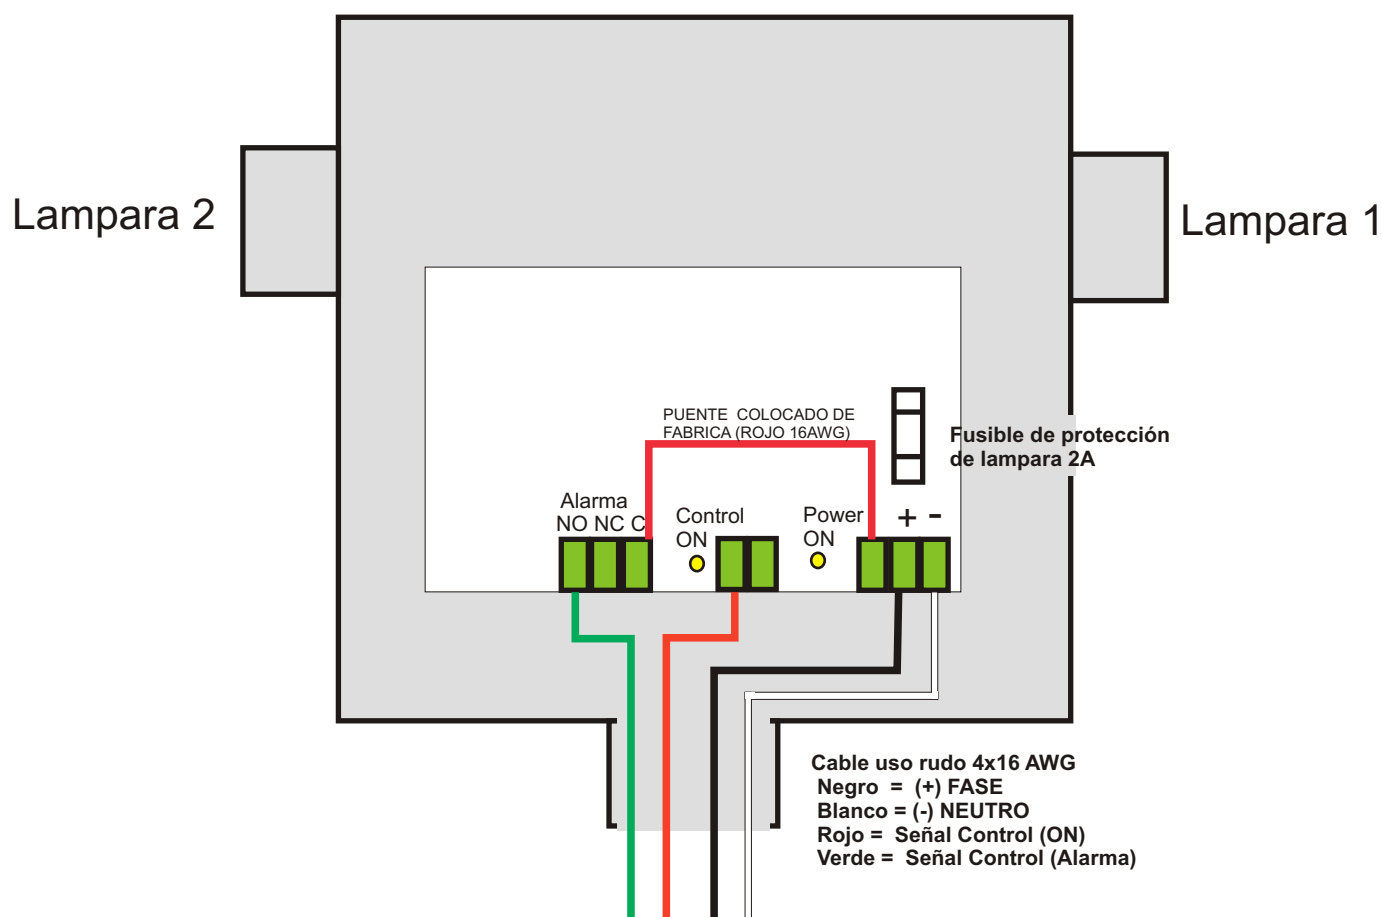 Lampara 2
Lampara 1
PUENTE COLOCADO DE
FABRICA (ROJO 16AWG)
Fusible de protección
de lampara 2A
Alarma
NO NC C
Control
ON
Power
ON
+ -
Cable uso rudo 4x16 AWG
Negro = (+) FASE
Blanco = (-) NEUTRO
Rojo = Señal Control (ON)
Verde = Señal Control (Alarma)